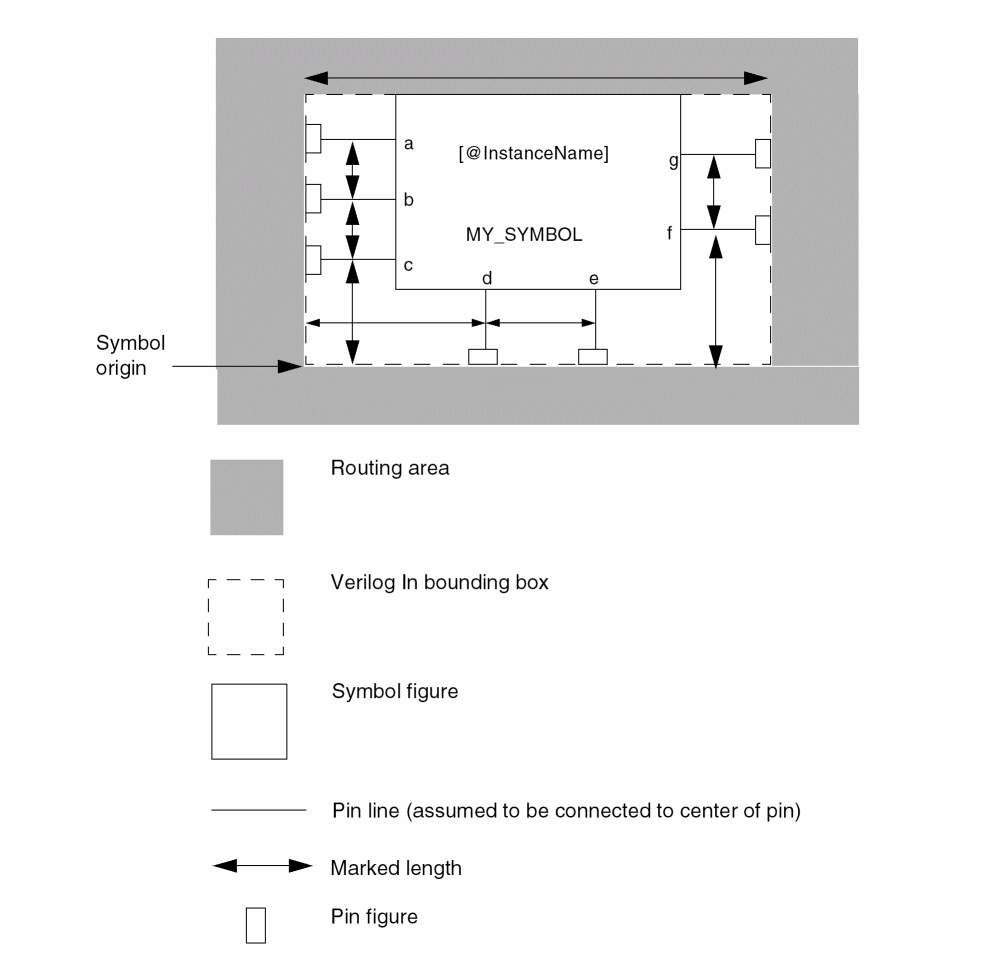 a
[@InstanceName]
g
b
MY_SYMBOL
f
c
d
e
Symbol
origin
Routing area
Verilog In bounding box
Symbol figure
Pin line (assumed to be connected to center of pin)
Marked length
Pin figure